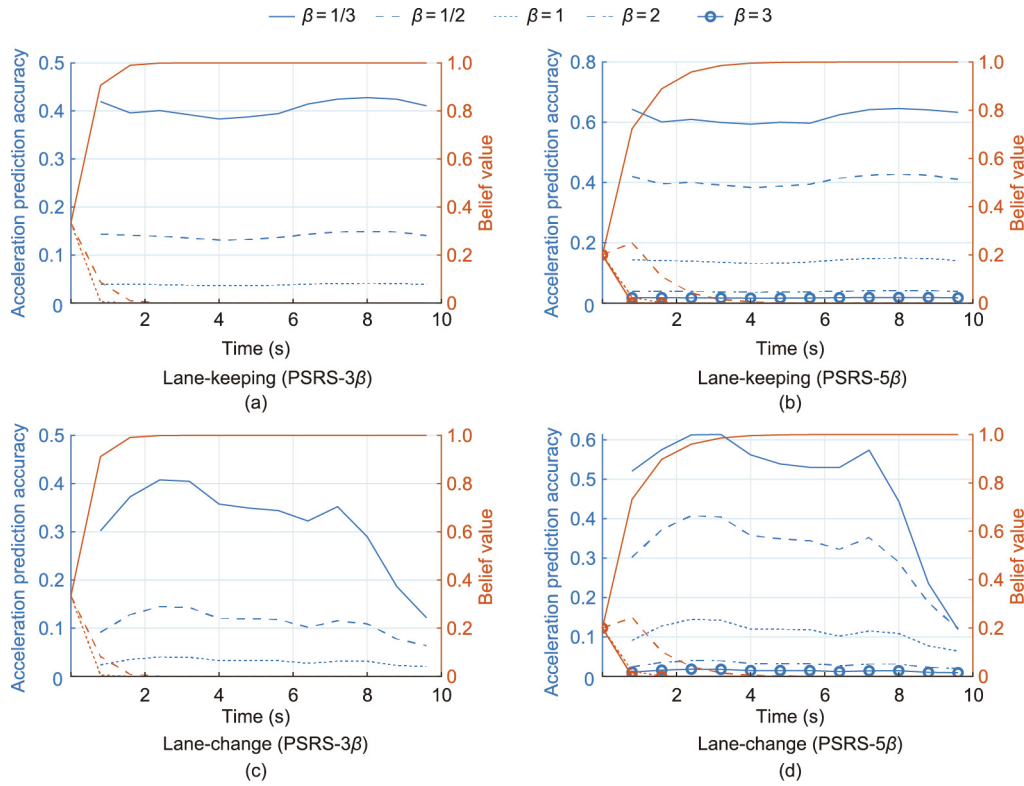 β = 1/3 β = 1/2 β = 1 β = 2 β = 3
Acceleration prediction accuracy
0.5
0.4
0.3
0.2
0.1
0
1.0
0.8
0.6
0.4
0.2
0
Belief value
2 4 6 8 10
Time (s)
Lane-keeping (PSRS-3β)
(a)
Acceleration prediction accuracy
0.8
0.6
0.4
0.2
0
1.0
0.8
0.6
0.4
0.2
0
Belief value
2 4 6 8 10
Time (s)
Lane-keeping (PSRS-5β)
(b)
Acceleration prediction accuracy
0.5
0.4
0.3
0.2
0.1
0
1.0
0.8
0.6
0.4
0.2
0
Belief value
2 4 6 8 10
Time (s)
Lane-change (PSRS-3β)
(c)
Acceleration prediction accuracy
0.6
0.5
0.4
0.3
0.2
0.1
0
1.0
0.8
0.6
0.4
0.2
0
Belief value
2 4 6 8 10
Time (s)
Lane-change (PSRS-5β)
(d)